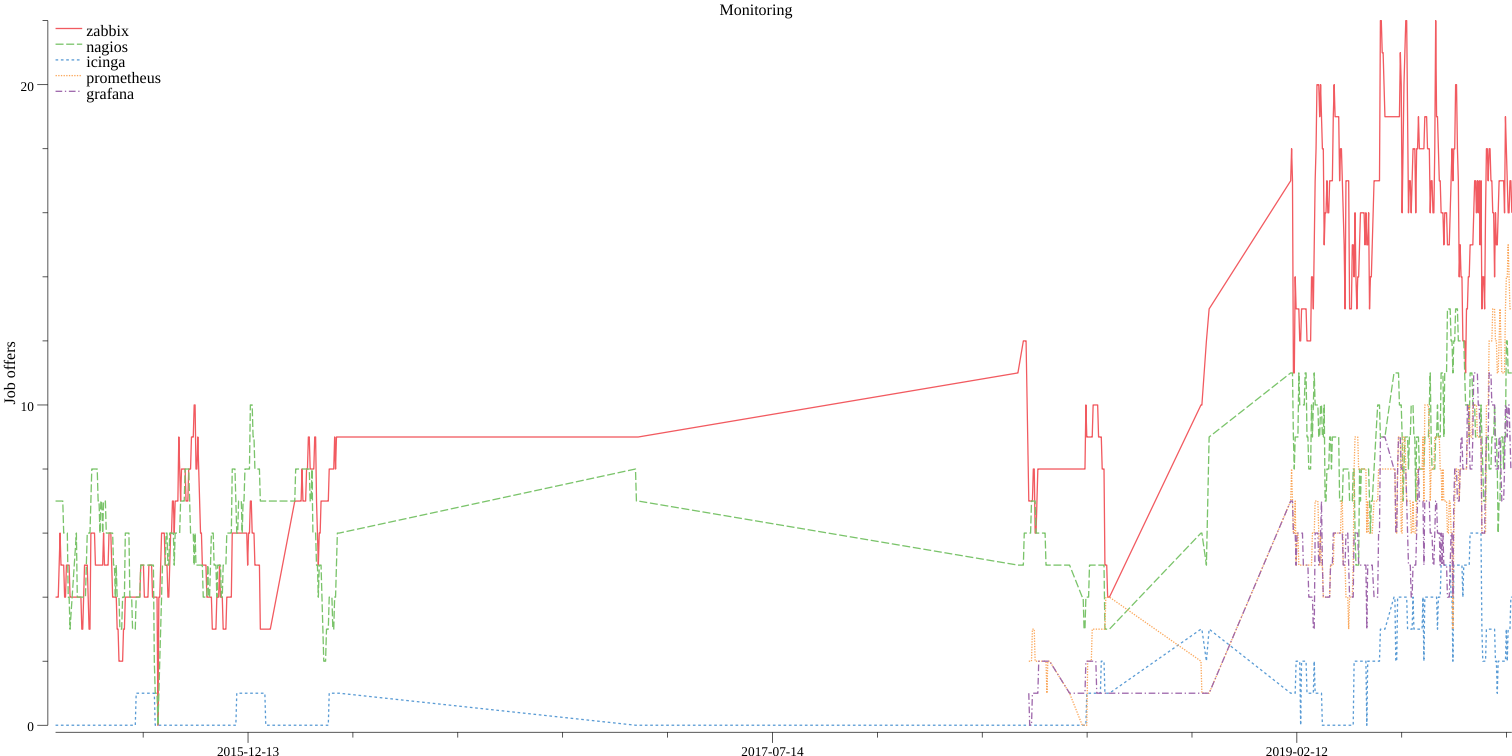 Monitoring
zabbix
nagios
icinga
prometheus
grafana
20
10
0
Job offers
2015-12-13
2017-07-14
2019-02-12